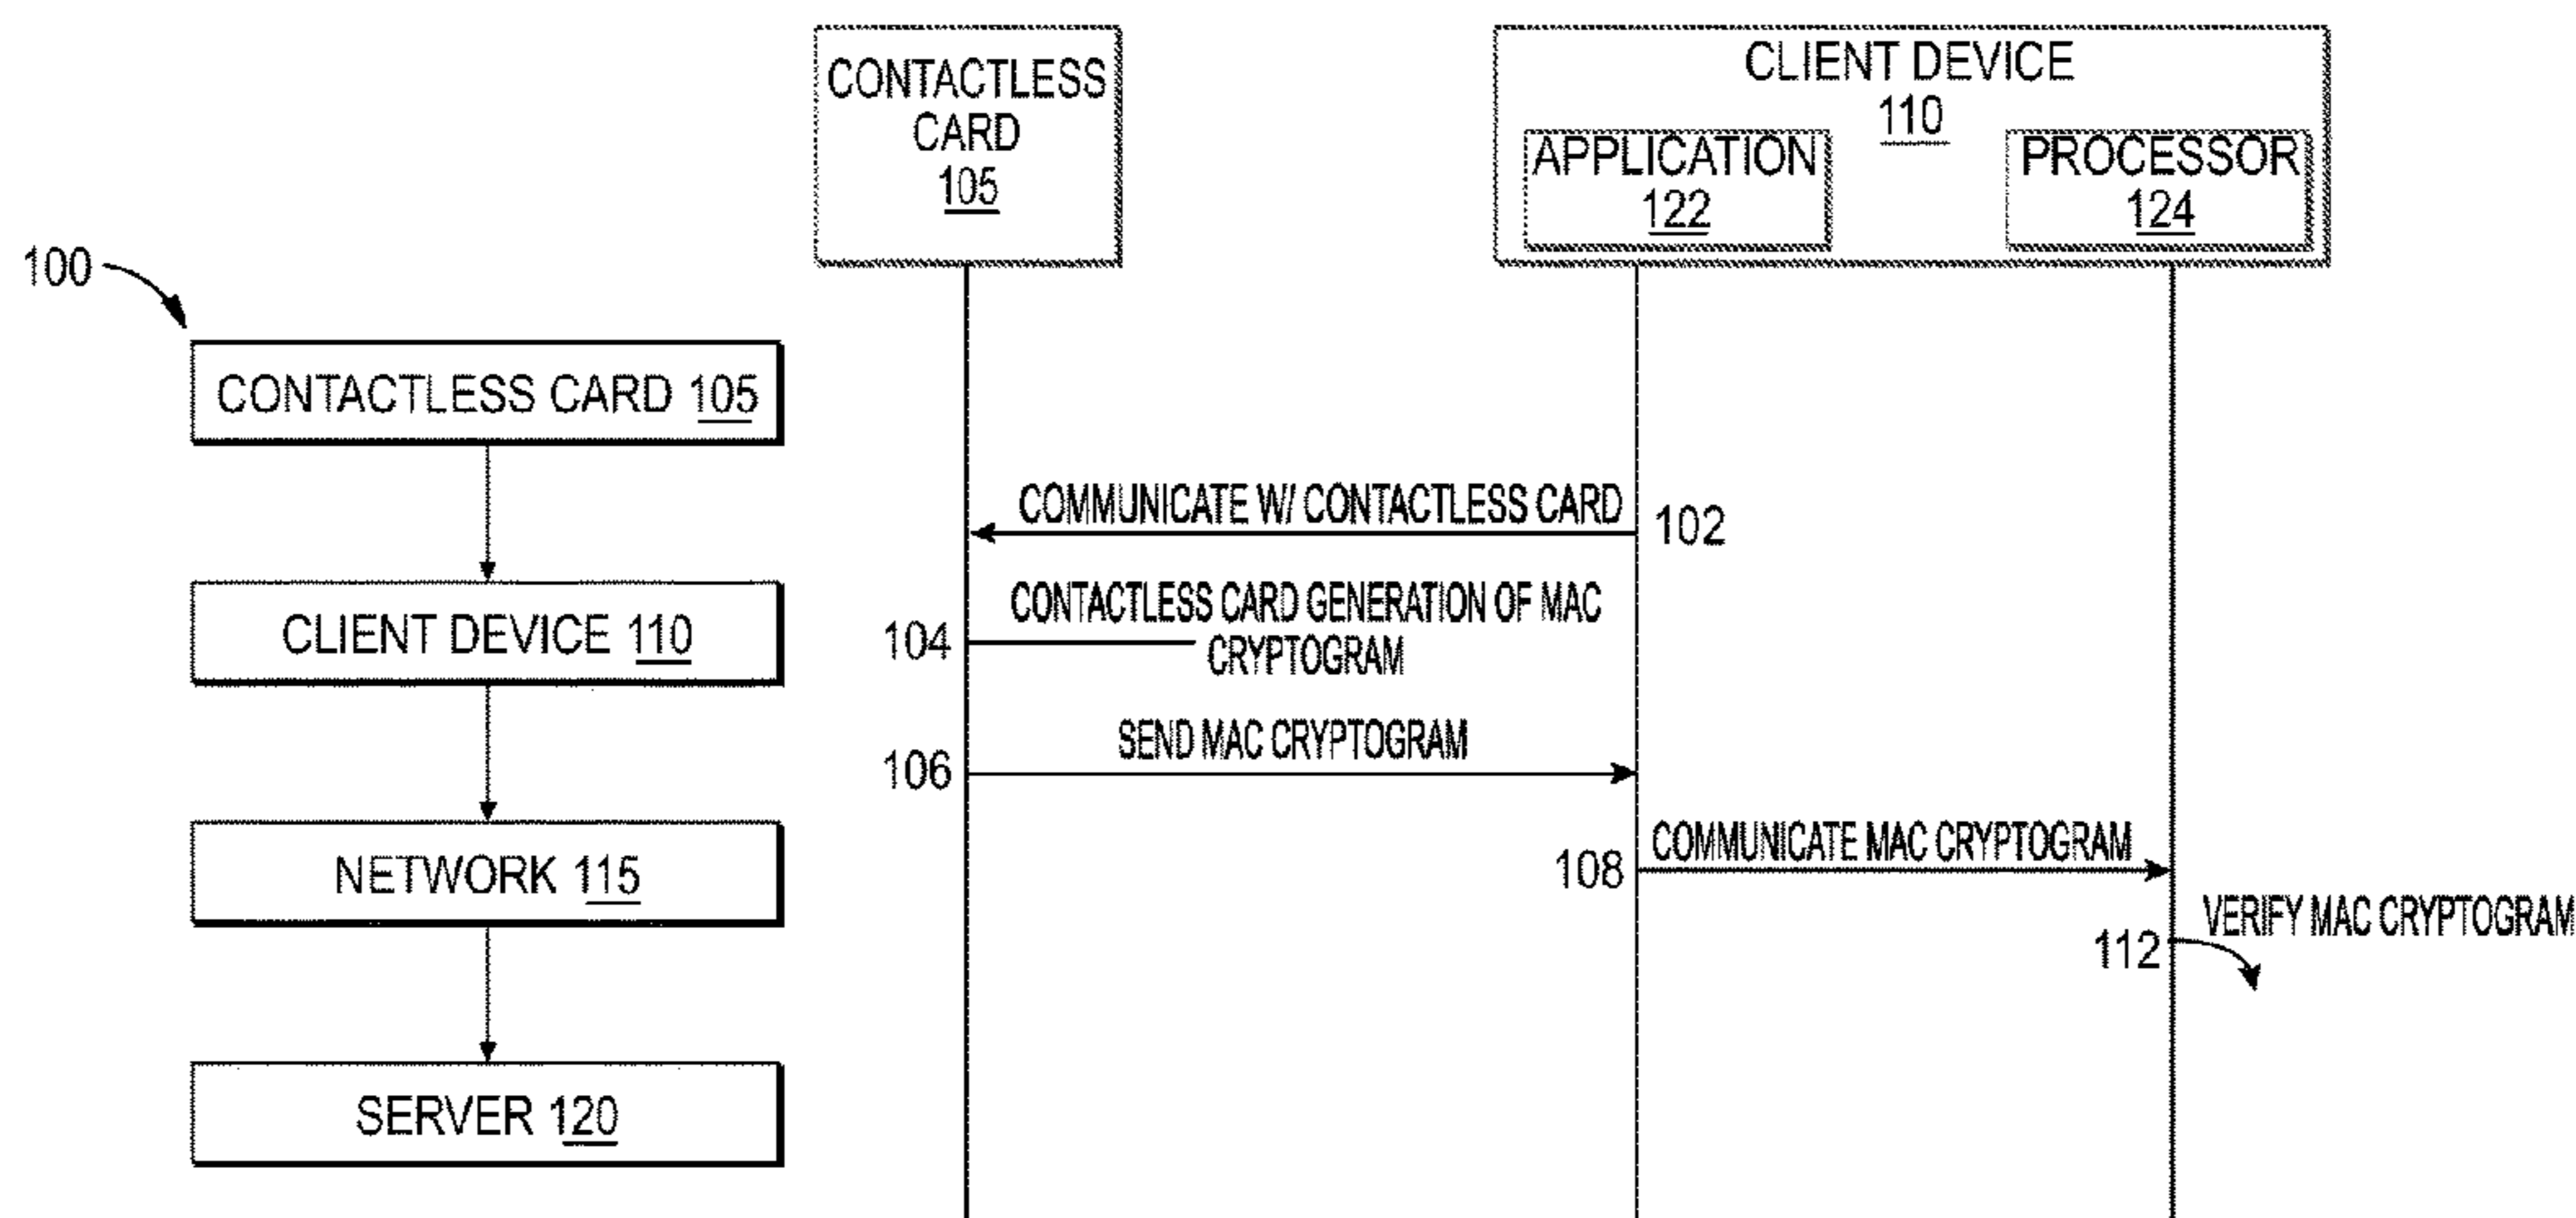 100
CONTACTLESS CARD 105
CLIENT DEVICE 110
NETWORK 115
SERVER 120
CONTACTLESS
CARD
105
CLIENT DEVICE
110
APPLICATION
122
PROCESSOR
124
COMMUNICATE W/ CONTACTLESS CARD
102
CONTACTLESS CARD GENERATION OF MAC
104
CRYPTOGRAM
SEND MAC CRYPTOGRAM
106
COMMUNICATE MAC CRYPTOGRAM
108
VERIFY MAC CRYPTOGRAM
112